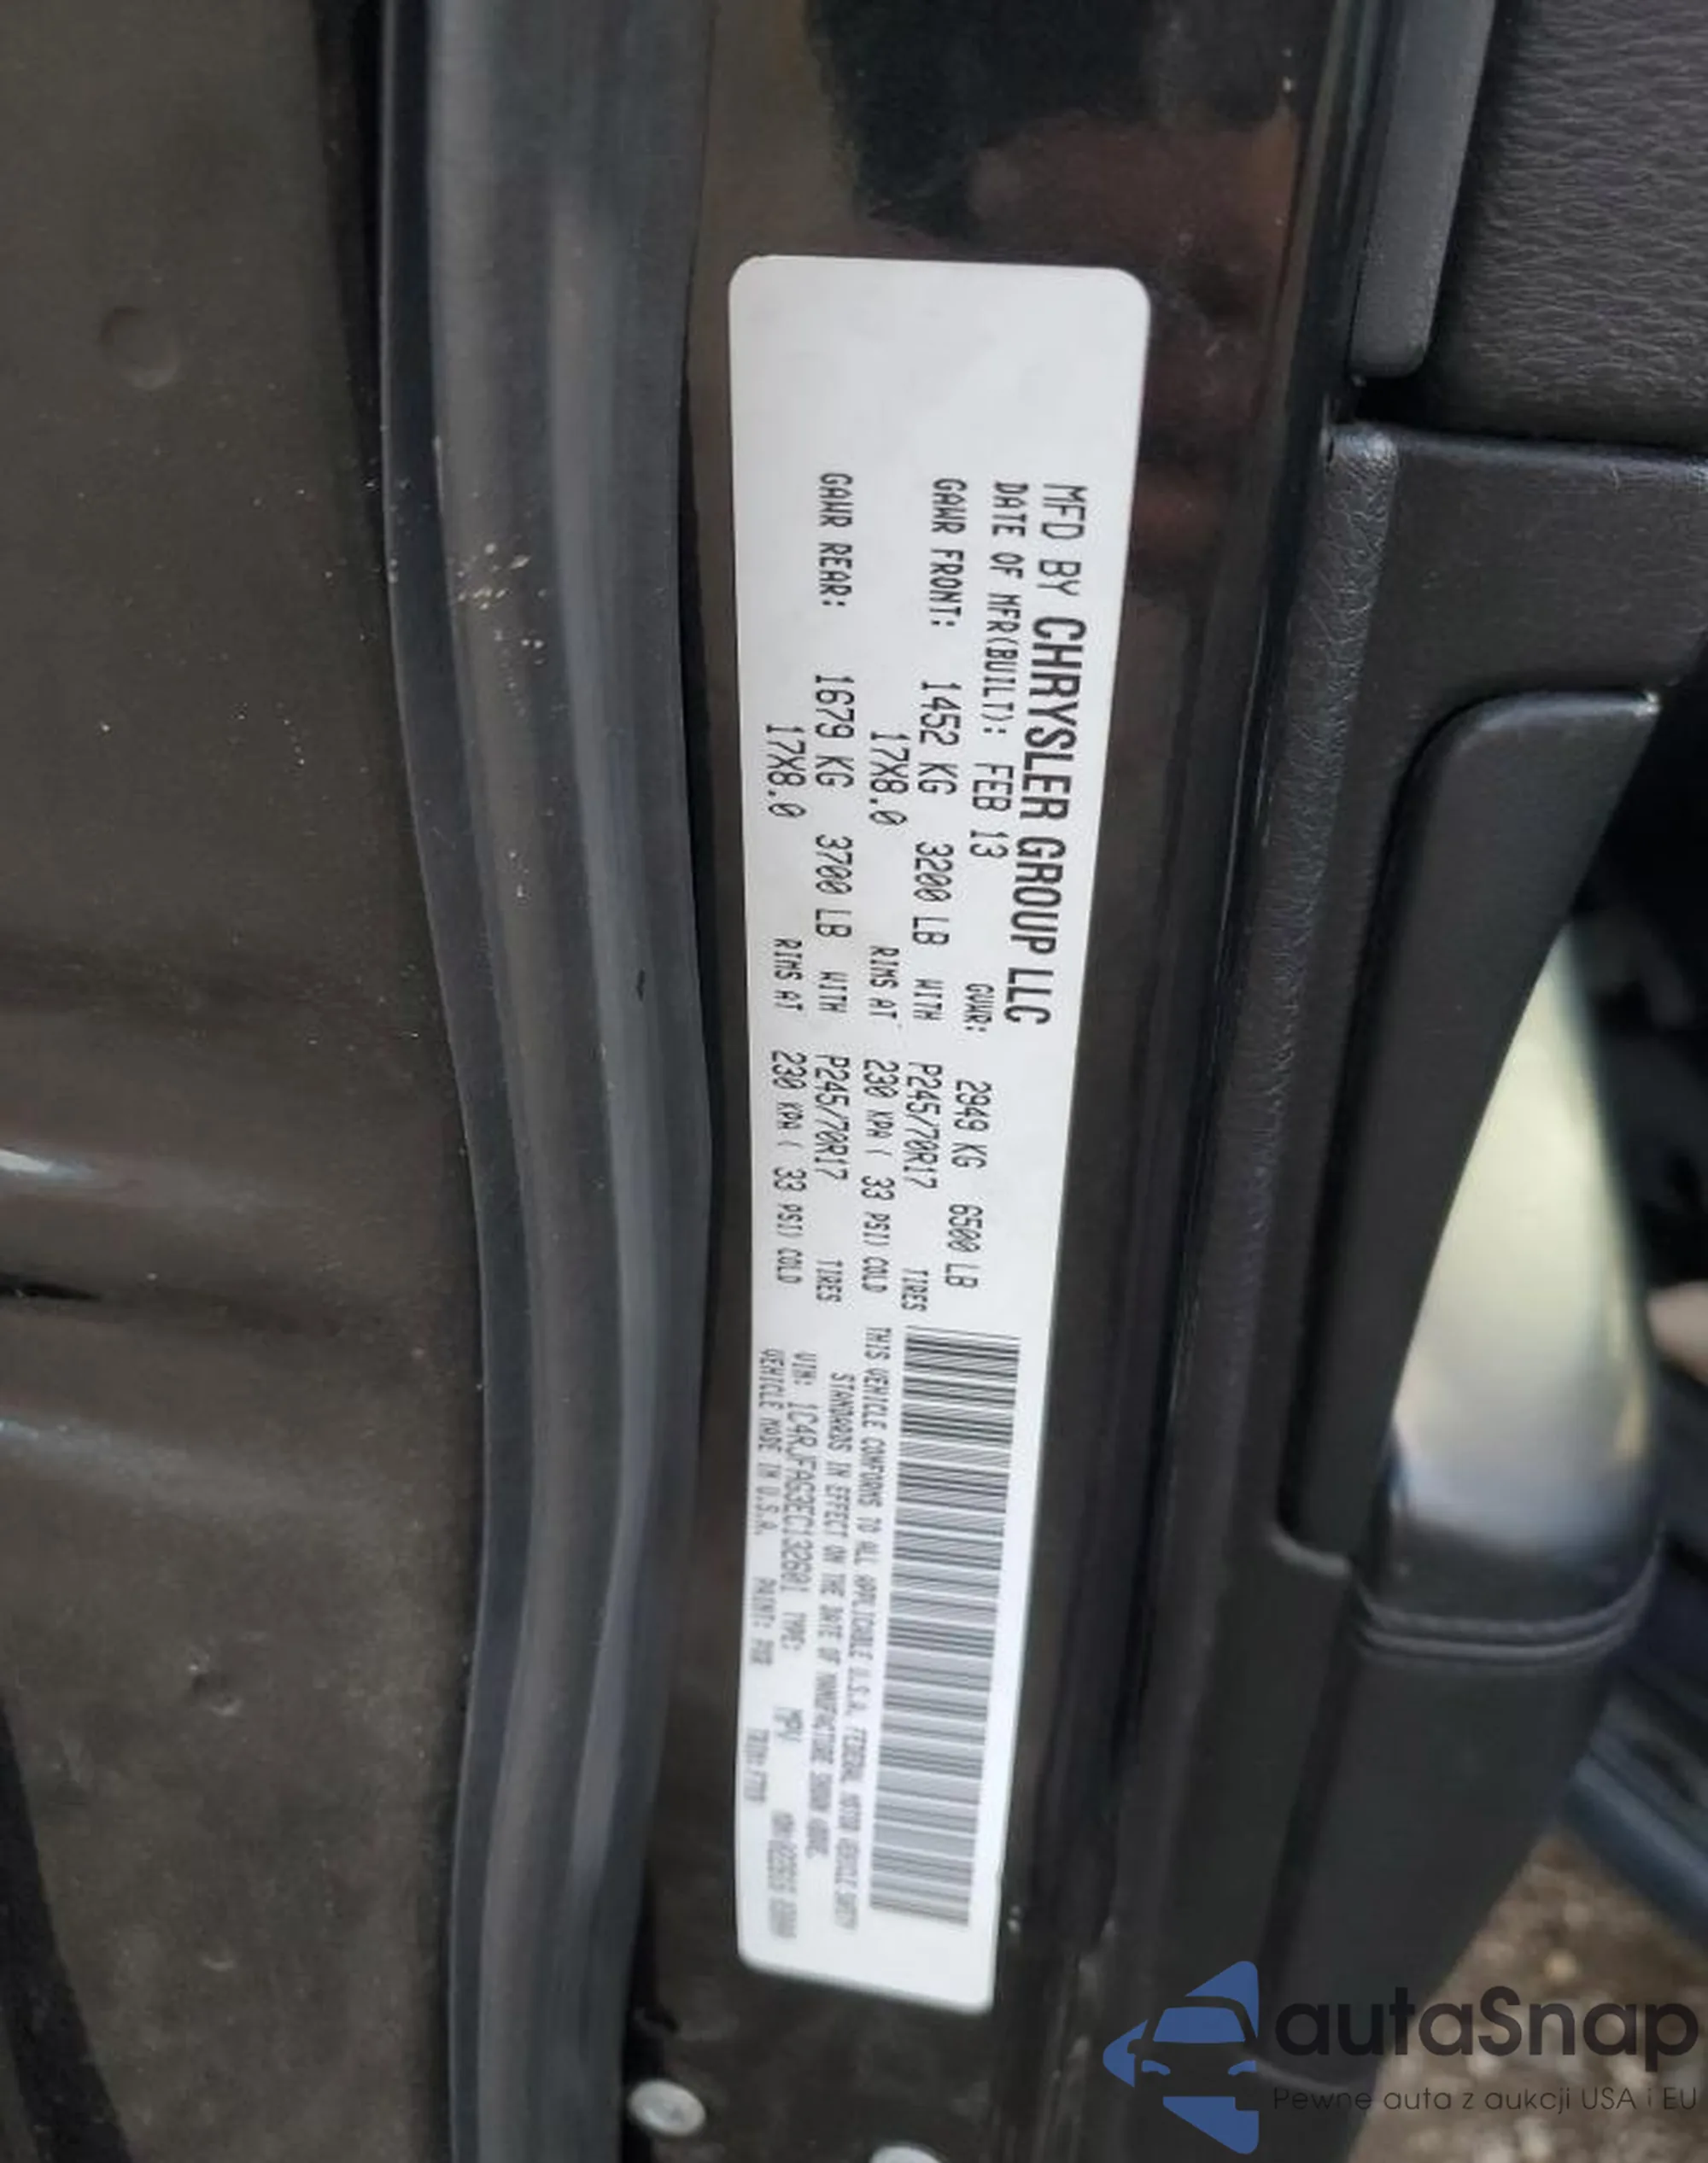 MFD BY CHRYSLER GROUP LLC
DATE OF MFR(BUILT): FEB 13 GVWR: 2949 KG 6500 LB
GAWR FRONT: 1452 KG 3200 LB WITH P245/70R17 TIRES
17X8.0 RIMS AT 230 KPA ( 33 PSI) COLD
GAWR REAR: 1679 KG 3700 LB WITH P245/70R17 TIRES
17X8.0 RIMS AT 230 KPA ( 33 PSI) COLD
THIS VEHICLE CONFORMS TO ALL APPLICABLE U.S.A. FEDERAL MOTOR VEHICLE SAFETY
STANDARDS IN EFFECT ON THE DATE OF MANUFACTURE SHOWN ABOVE.
VIN: 1C4RJFAG3EC132601 TYPE: MPV
VEHICLE MADE IN U.S.A. PAINT: TRIM:
autaSnap
Pewne auta z aukcji USA i EU